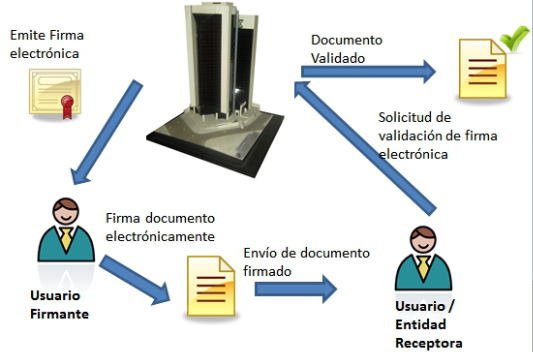 Emite Firma
electrónica
Documento
Validado
Solicitud de
validación de firma
electrónica
Firma documento
electrónicamente
Envío de documento
firmado
Usuario
Firmante
Usuario /
Entidad
Receptora